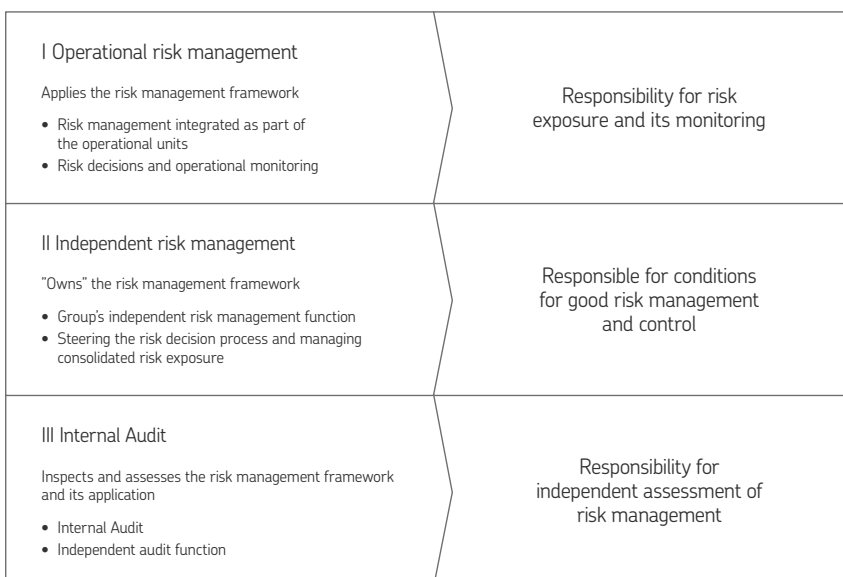 I Operational risk management
Applies the risk management framework
• Risk management integrated as part of
the operational units
• Risk decisions and operational monitoring
Responsibility for risk
exposure and its monitoring
II Independent risk management
"Owns" the risk management framework
• Group's independent risk management function
• Steering the risk decision process and managing
consolidated risk exposure
Responsible for conditions
for good risk management
and control
III Internal Audit
Inspects and assesses the risk management framework
and its application
• Internal Audit
• Independent audit function
Responsibility for
independent assessment of
risk management